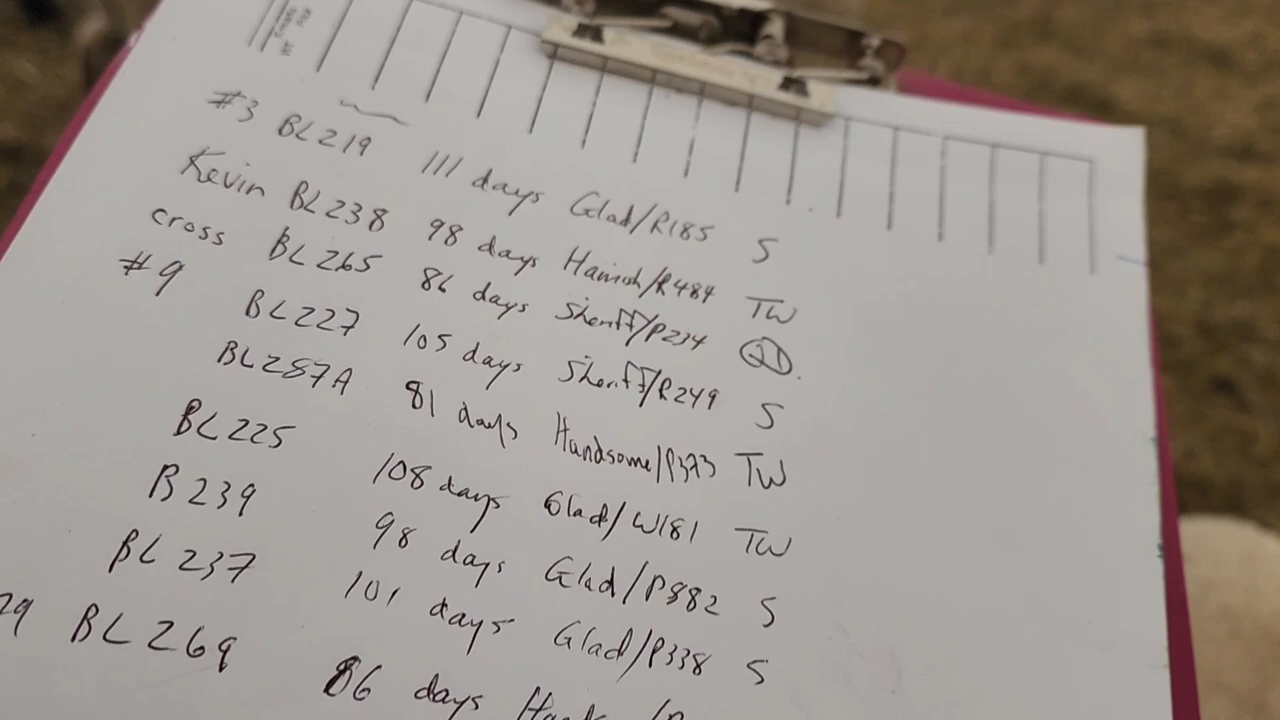 #3 BL219 111 days Glad/R185 S
Kevin BL238 98 days Hamish/R484 TW
cross BL265 86 days Sheriff/P234
#9 BL227 105 days Sheriff/R249 S
BL287A 81 days Handsome/P373 TW
BL225 108 days Glad/W181 TW
B239 98 days Glad/P882 S
BL237 101 days Glad/P338 S
29 BL269 86 days